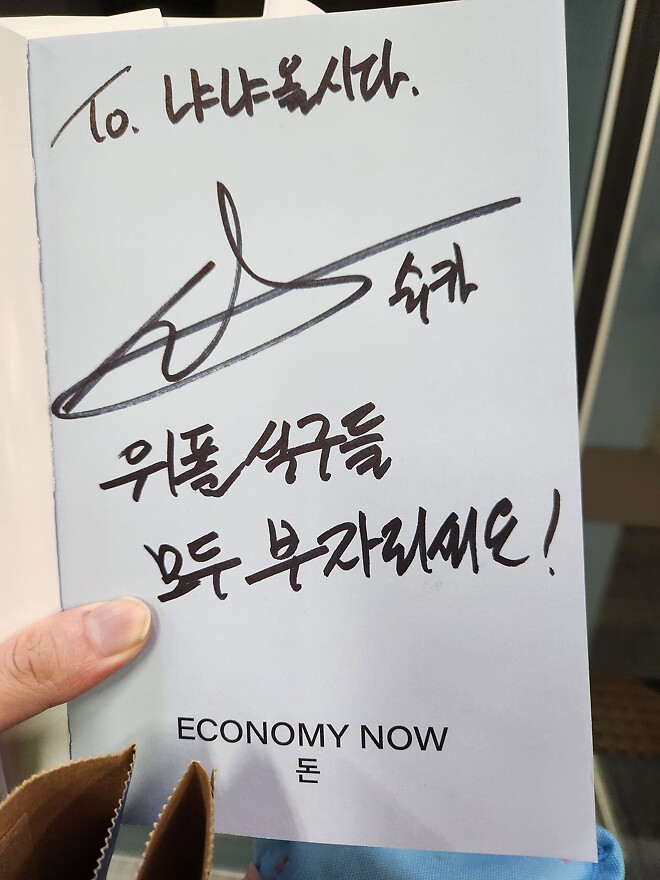 To. 냐냐올시다.
슈카
위폴 식구들
모두 부자되세요!
ECONOMY NOW
돈